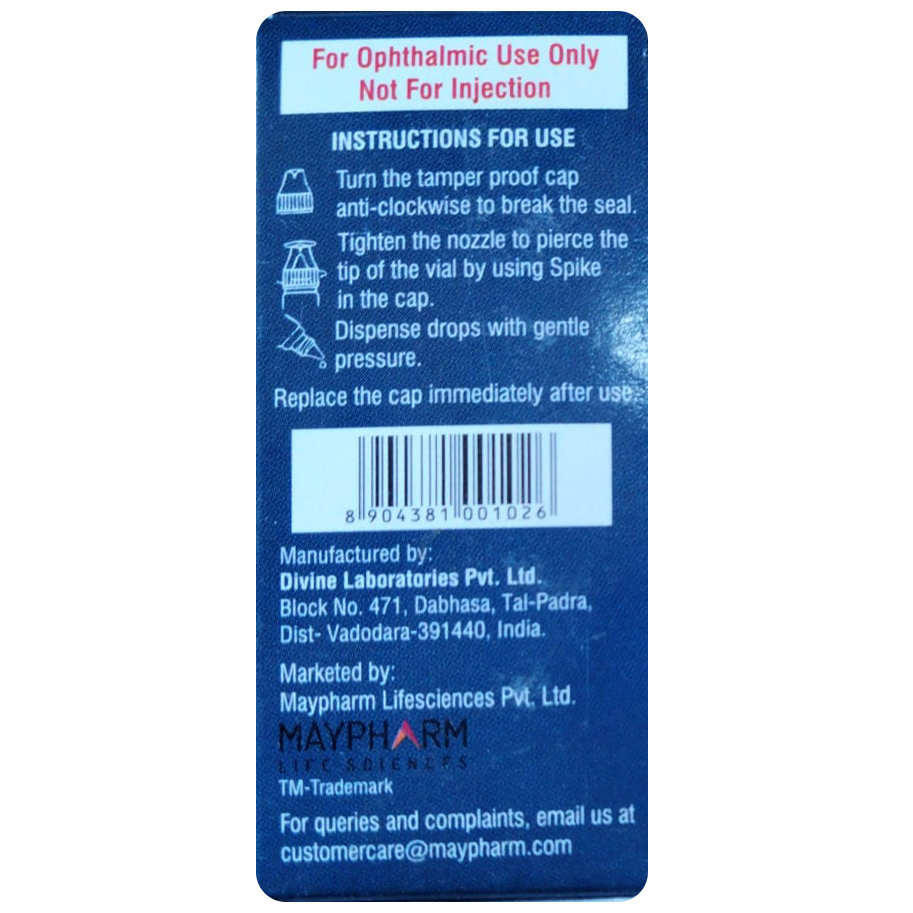 For Ophthalmic Use Only
Not For Injection
INSTRUCTIONS FOR USE
Turn the tamper proof cap
anti-clockwise to break the seal.
Tighten the nozzle to pierce the
tip of the vial by using Spike
in the cap.
Dispense drops with gentle
pressure.
Replace the cap immediately after use.
8 904381 001026
Manufactured by:
Divine Laboratories Pvt. Ltd.
Block No. 471, Dabhasa, Tal-Padra,
Dist- Vadodara-391440, India.
Marketed by:
Maypharm Lifesciences Pvt. Ltd.
MAYPHARM
LIFE SCIENCES
TM-Trademark
For queries and complaints, email us at
customercare@maypharm.com